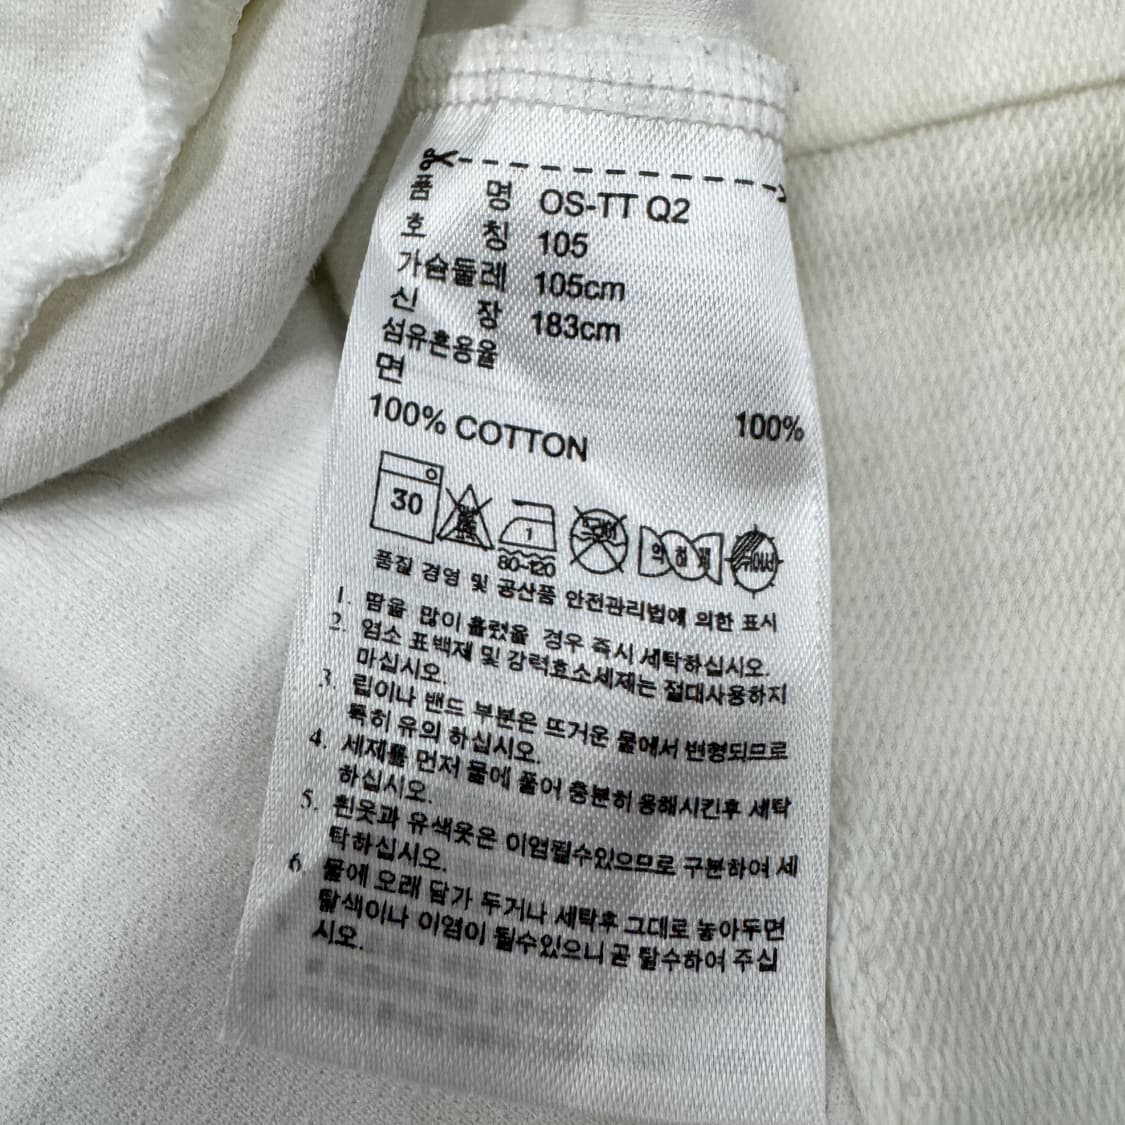 품 명 OS-TT Q2
호 칭 105
가슴둘레 105cm
신 장 183cm
섬유혼용율
면 100%
100% COTTON
30 1 약하게
80-120
품질 경영 및 공산품 안전관리법에 의한 표시
1. 땀을 많이 흘렸을 경우 즉시 세탁하십시오.
2. 염소 표백제 및 강력효소세제는 절대사용하지
마십시오.
3. 립이나 밴드 부분은 뜨거운 물에서 변형되므로
특히 유의 하십시오.
4. 세제를 먼저 물에 풀어 충분히 용해시킨후 세탁
하십시오.
5. 흰옷과 유색옷은 이염될수있으므로 구분하여 세
탁하십시오.
6. 물에 오래 담가 두거나 세탁후 그대로 놓아두면
탈색이나 이염이 될수있으니 곧 탈수하여 주십
시오.